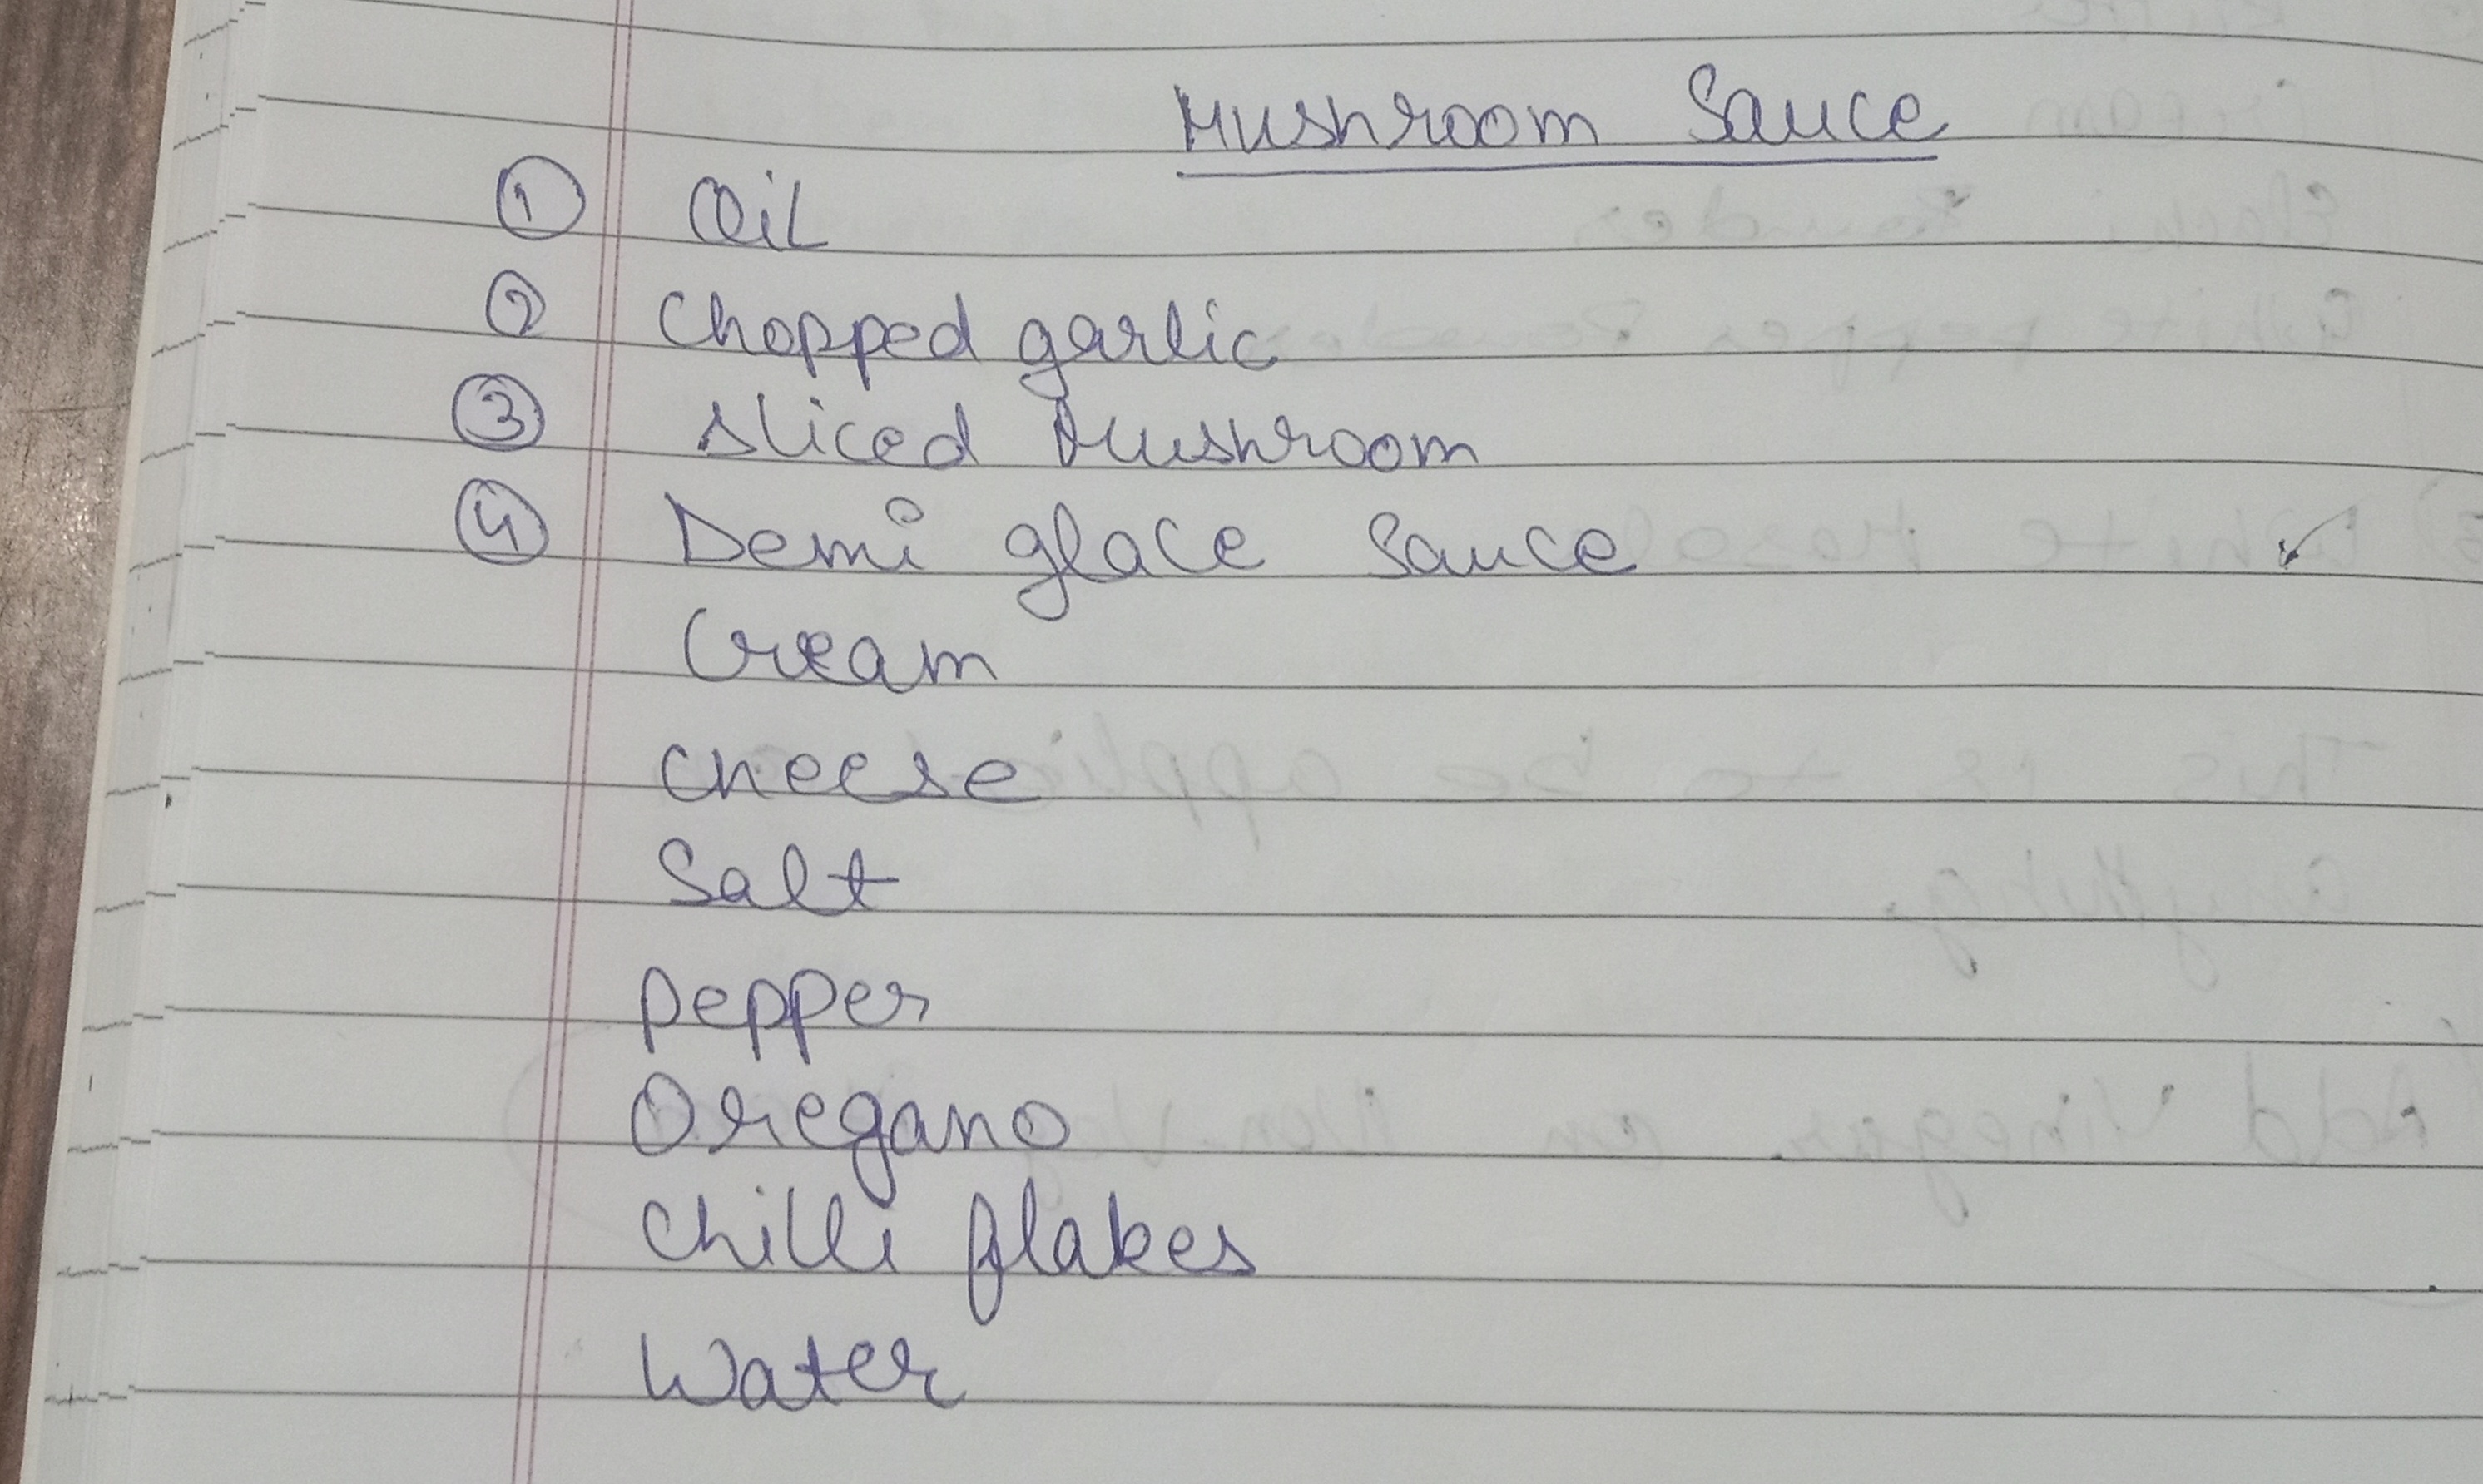 Mushroom Sauce
① Oil
② Chopped garlic
③ Sliced Mushroom
④ Demi glace Sauce
Cream
Cheese
Salt
Pepper
Oregano
Chilli flakes
Water